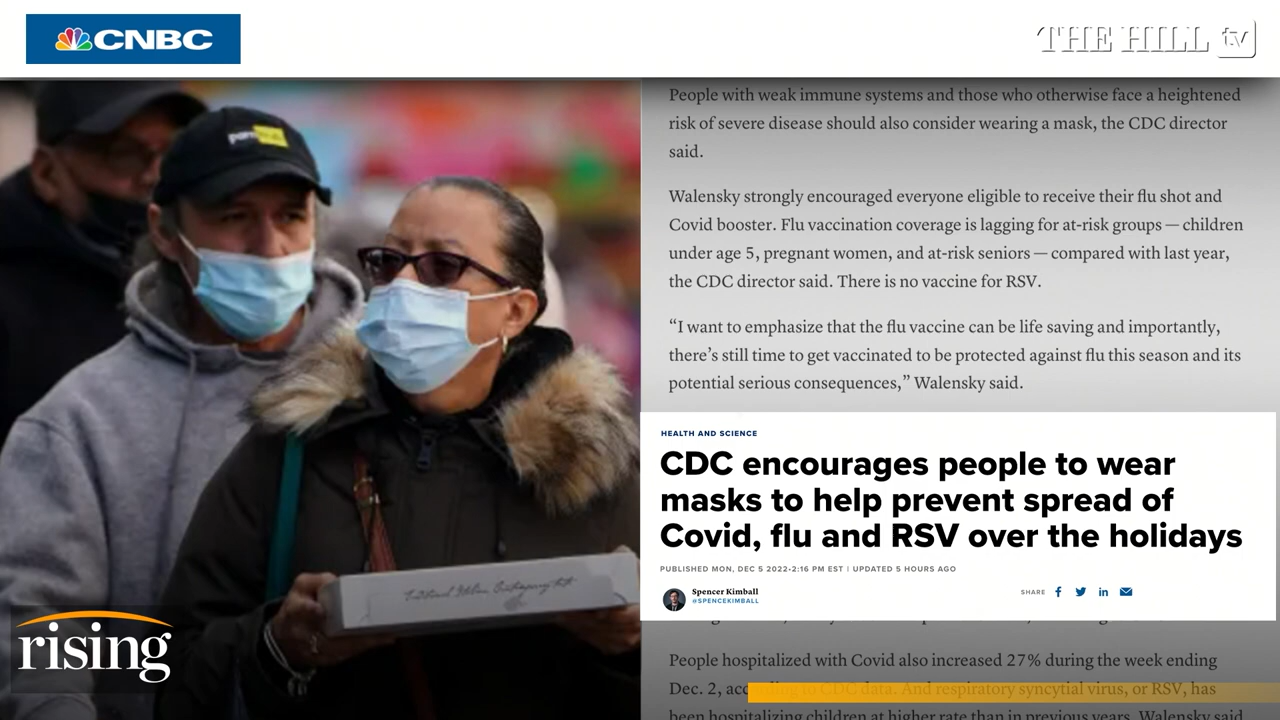 CNBC
THE HILL tv
People with weak immune systems and those who otherwise face a heightened
risk of severe disease should also consider wearing a mask, the CDC director
said.
Walensky strongly encouraged everyone eligible to receive their flu shot and
Covid booster. Flu vaccination coverage is lagging for at-risk groups — children
under age 5, pregnant women, and at-risk seniors — compared with last year,
the CDC director said. There is no vaccine for RSV.
“I want to emphasize that the flu vaccine can be life saving and importantly,
there’s still time to get vaccinated to be protected against flu this season and its
potential serious consequences,” Walensky said.
HEALTH AND SCIENCE
CDC encourages people to wear
masks to help prevent spread of
Covid, flu and RSV over the holidays
PUBLISHED MON, DEC 5 2022•2:16 PM EST | UPDATED 5 HOURS AGO
Spencer Kimball
@SPENCEKIMBALL
SHARE
People hospitalized with Covid also increased 27% during the week ending
Dec. 2, according to CDC data. And respiratory syncytial virus, or RSV, has
been hospitalizing children at higher rate than in previous years, Walensky said
rising